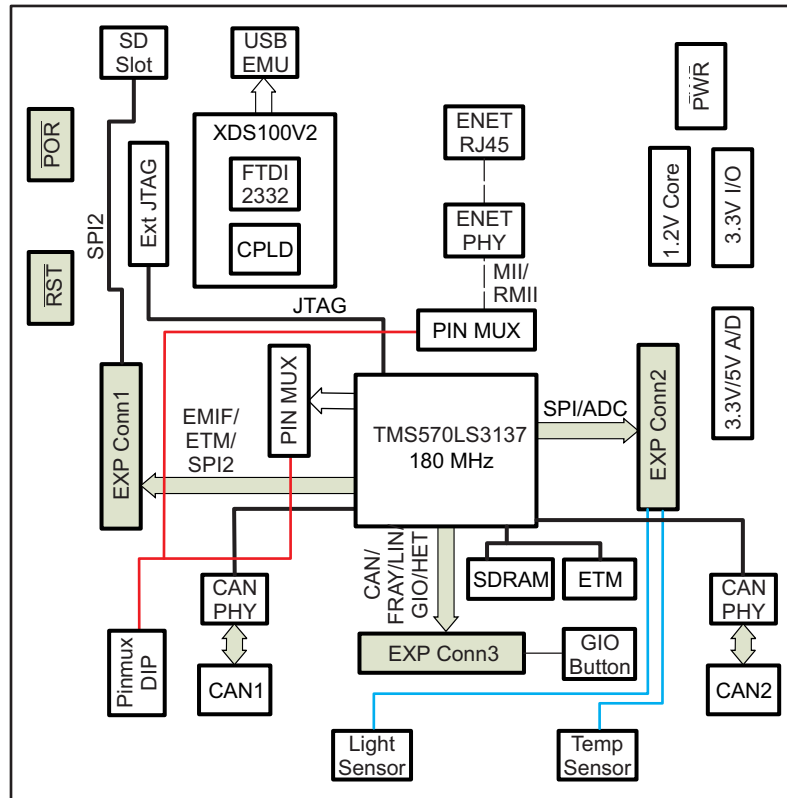 SD
Slot
USB
EMU
PWR
XDS100V2
FTDI
2332
CPLD
ENET
RJ45
ENET
PHY
MII/
RMII
PIN MUX
POR
RST
Ext JTAG
SPI2
JTAG
1.2V Core
3.3V I/O
3.3V/5V A/D
EXP Conn1
EMIF/
ETM/
SPI2
PIN MUX
TMS570LS3137
180 MHz
SPI/ADC
EXP Conn2
CAN/
FRAY/LIN/
GIO/HET
SDRAM
ETM
CAN
PHY
CAN
PHY
Pinmux
DIP
CAN1
EXP Conn3
GIO
Button
CAN2
Light
Sensor
Temp
Sensor